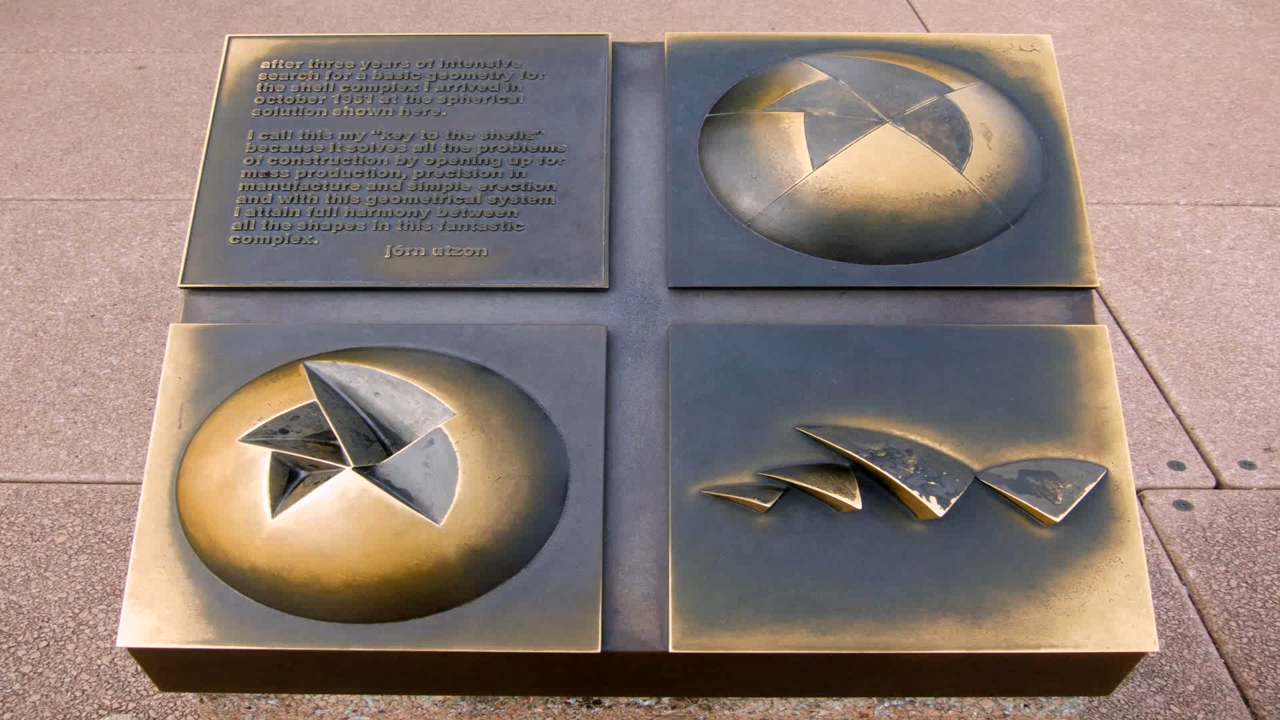 after three years of intensive
search for a basic geometry for
the shell complex I arrived in
october 1961 at the spherical
solution shown here.
I call this my "key to the shells"
because it solves all the problems
of construction by opening up for
mass production, precision in
manufacture and simple erection
and with this geometrical system
I attain full harmony between
all the shapes in this fantastic
complex.
jórn utzon